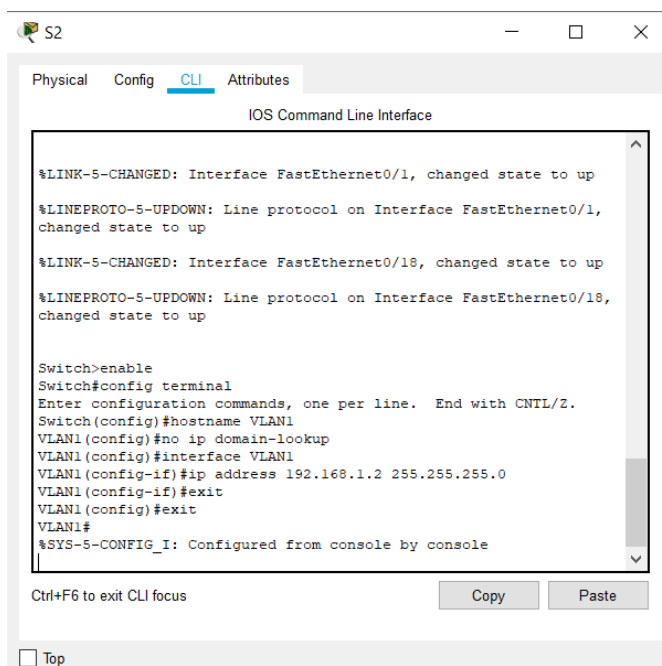 S2
Physical Config CLI Attributes
IOS Command Line Interface
%LINK-5-CHANGED: Interface FastEthernet0/1, changed state to up
%LINEPROTO-5-UPDOWN: Line protocol on Interface FastEthernet0/1,
changed state to up
%LINK-5-CHANGED: Interface FastEthernet0/18, changed state to up
%LINEPROTO-5-UPDOWN: Line protocol on Interface FastEthernet0/18,
changed state to up
Switch>enable
Switch#config terminal
Enter configuration commands, one per line.  End with CNTL/Z.
Switch(config)#hostname VLAN1
VLAN1(config)#no ip domain-lookup
VLAN1(config)#interface VLAN1
VLAN1(config-if)#ip address 192.168.1.2 255.255.255.0
VLAN1(config-if)#exit
VLAN1(config)#exit
VLAN1#
%SYS-5-CONFIG_I: Configured from console by console
Ctrl+F6 to exit CLI focus
Copy Paste
Top